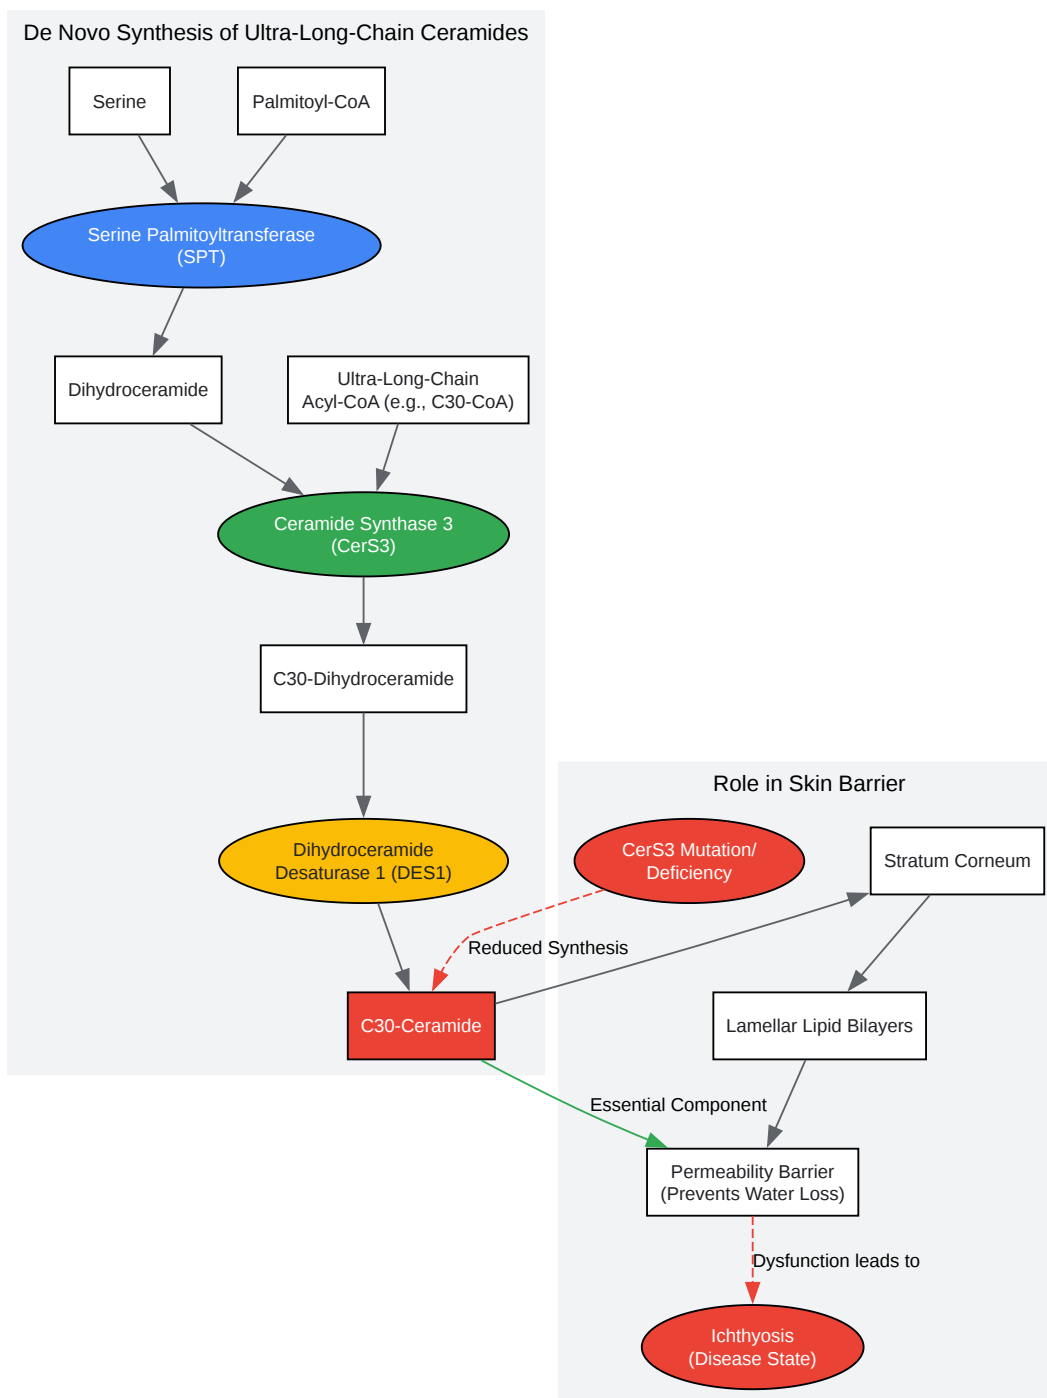 De Novo Synthesis of Ultra-Long-Chain Ceramides
Serine
Palmitoyl-CoA
Serine Palmitoyltransferase
(SPT)
Dihydroceramide
Ultra-Long-Chain
Acyl-CoA (e.g., C30-CoA)
Ceramide Synthase 3
(CerS3)
C30-Dihydroceramide
Dihydroceramide
Desaturase 1 (DES1)
C30-Ceramide
Role in Skin Barrier
CerS3 Mutation/
Deficiency
Stratum Corneum
Reduced Synthesis
Lamellar Lipid Bilayers
Essential Component
Permeability Barrier
(Prevents Water Loss)
Dysfunction leads to
Ichthyosis
(Disease State)